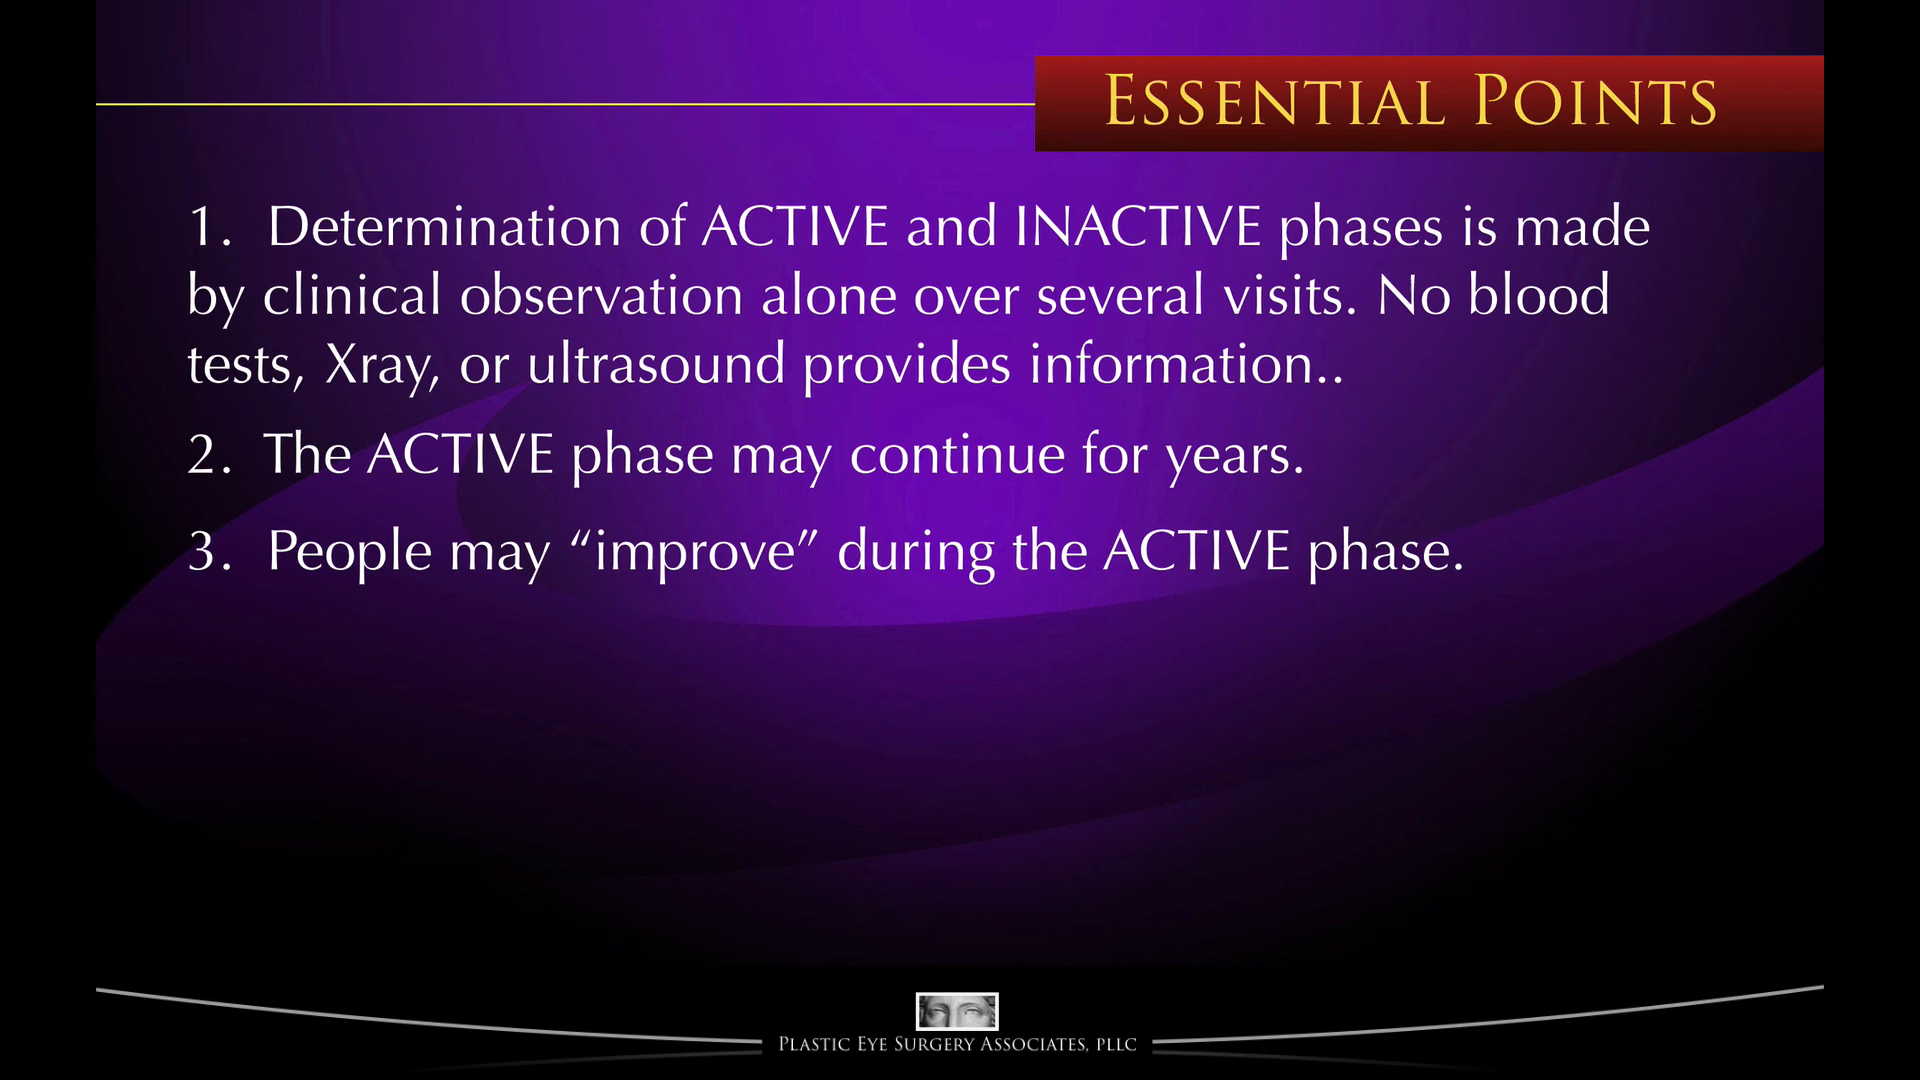 Essential Points
1. Determination of ACTIVE and INACTIVE phases is made
by clinical observation alone over several visits. No blood
tests, Xray, or ultrasound provides information..
2. The ACTIVE phase may continue for years.
3. People may “improve” during the ACTIVE phase.
Plastic Eye Surgery Associates, PLLC